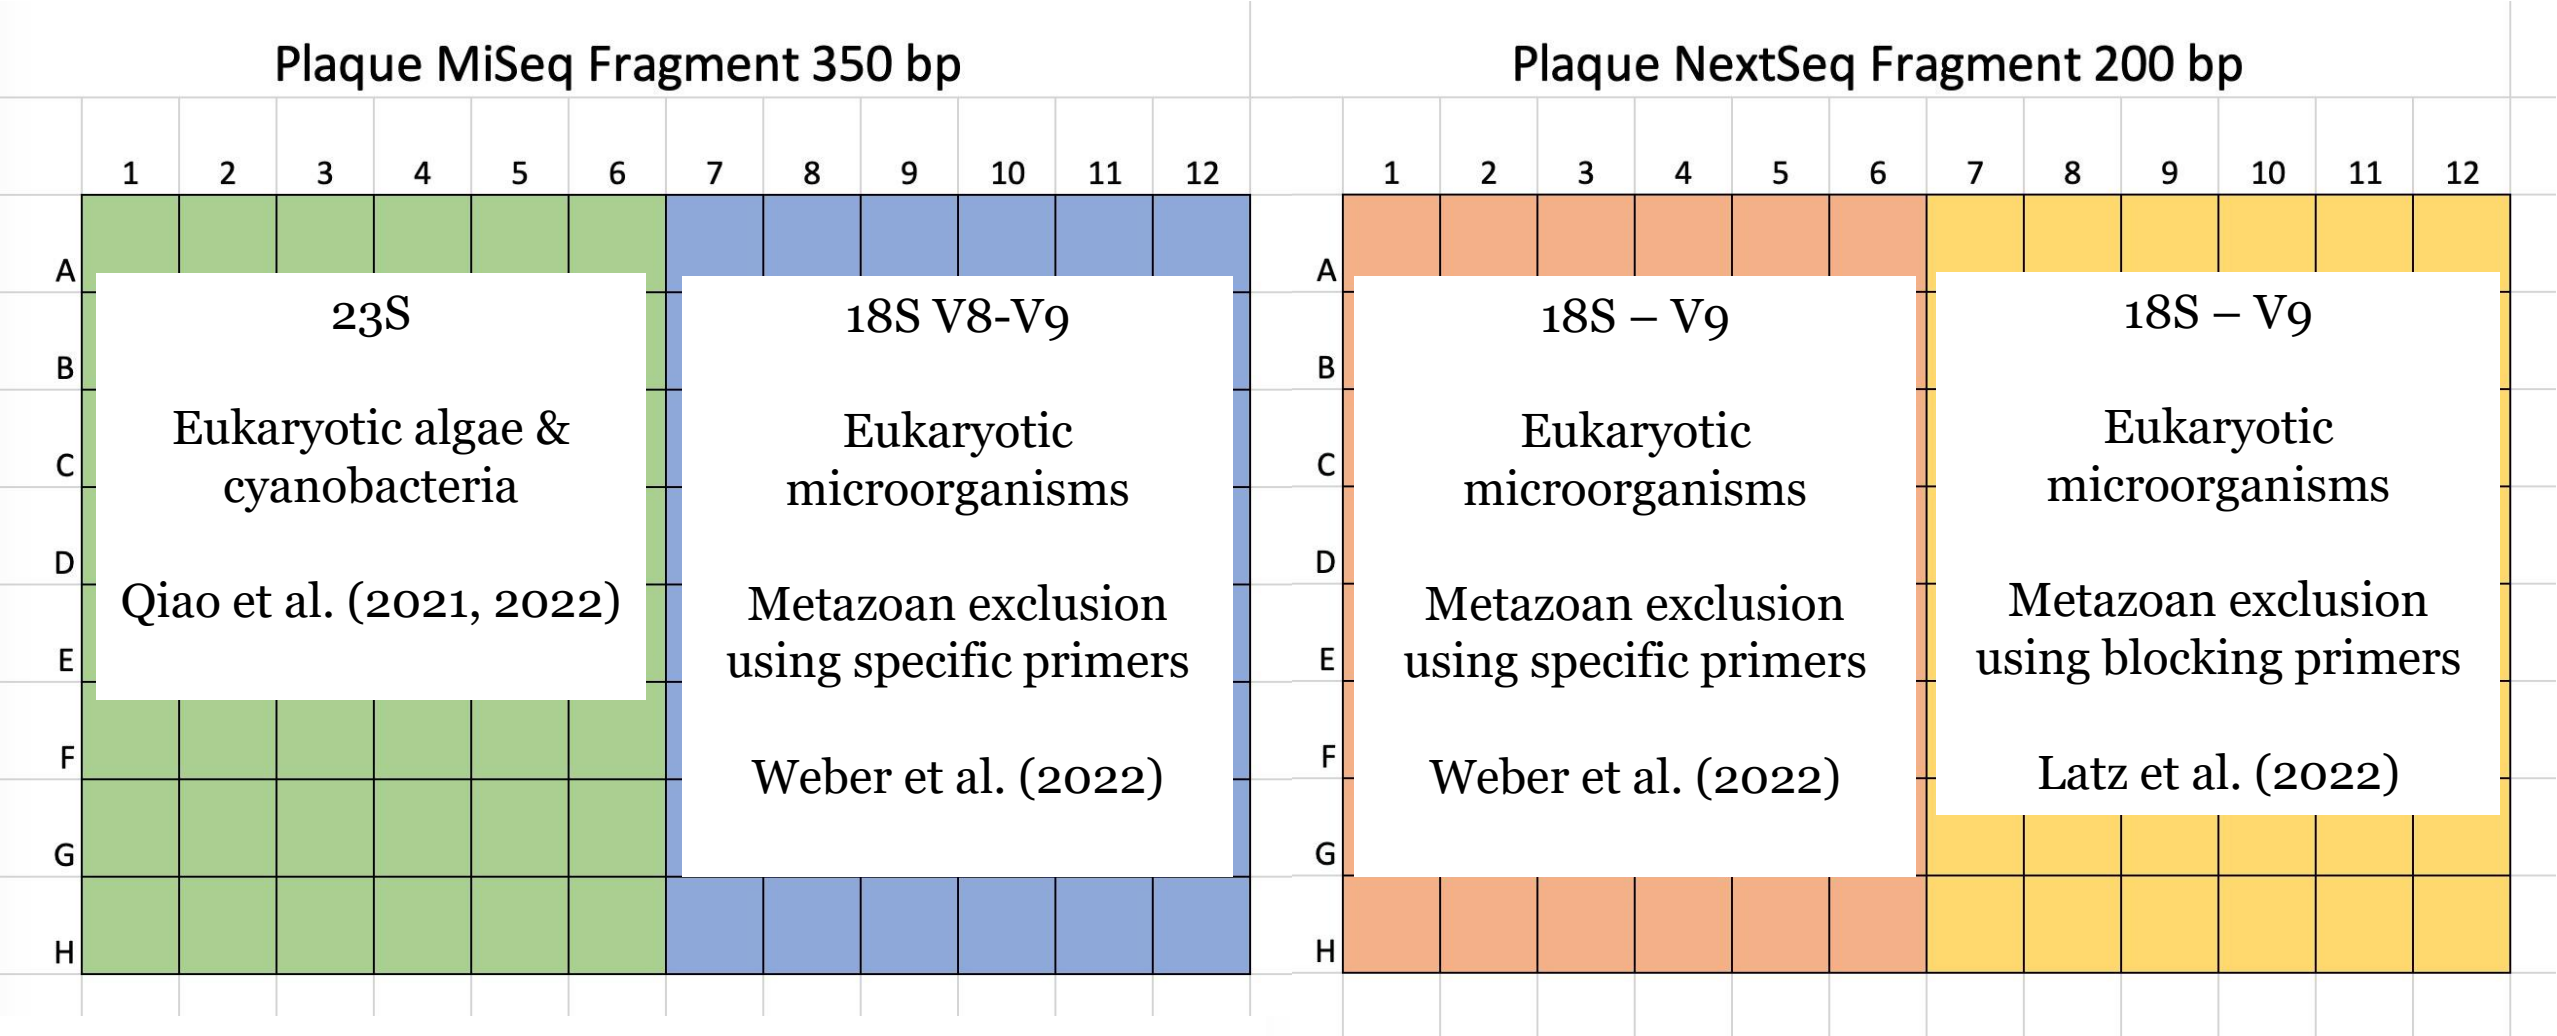 Plaque MiSeq Fragment 350 bp
1 2 3 4 5 6 7 8 9 10 11 12
A
B
C
D
E
F
G
H
23S
Eukaryotic algae &
cyanobacteria
Qiao et al. (2021, 2022)
18S V8-V9
Eukaryotic
microorganisms
Metazoan exclusion
using specific primers
Weber et al. (2022)
Plaque NextSeq Fragment 200 bp
1 2 3 4 5 6 7 8 9 10 11 12
A
B
C
D
E
F
G
H
18S – V9
Eukaryotic
microorganisms
Metazoan exclusion
using specific primers
Weber et al. (2022)
18S – V9
Eukaryotic
microorganisms
Metazoan exclusion
using blocking primers
Latz et al. (2022)